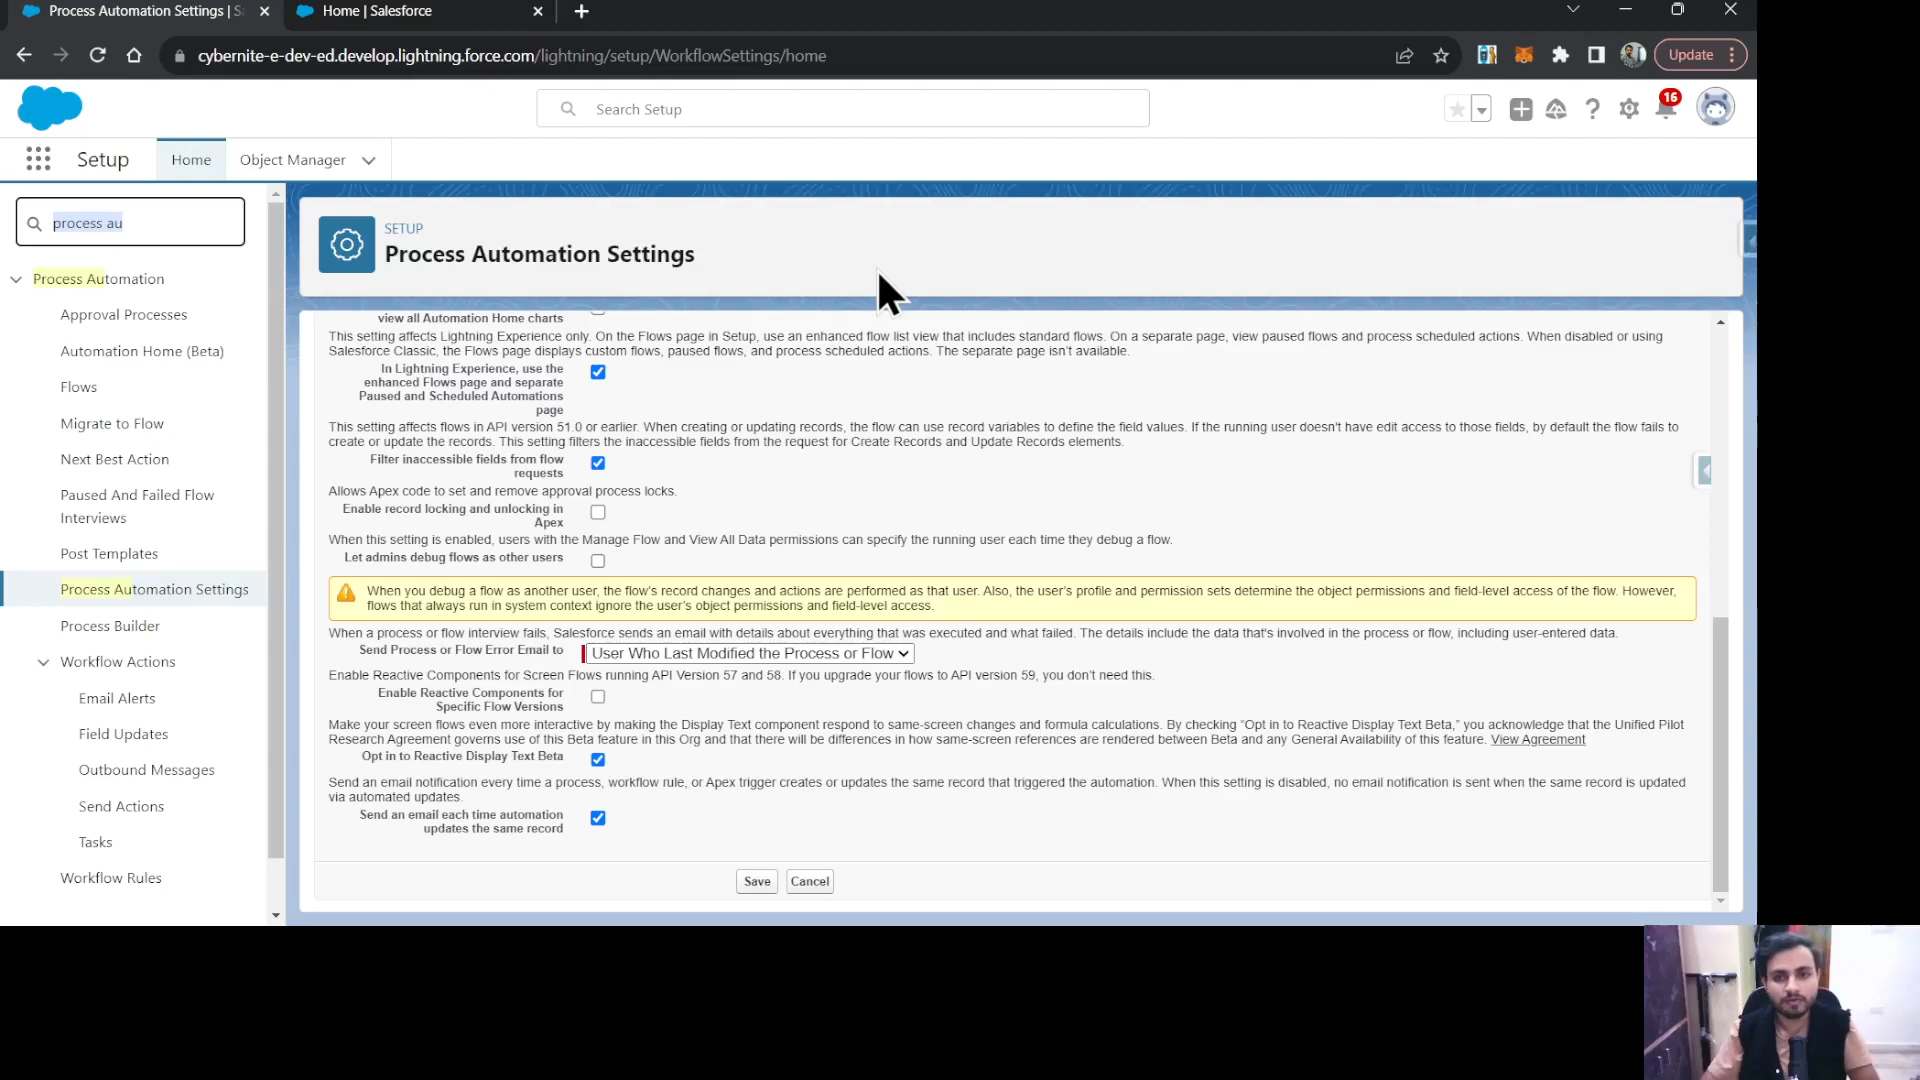 Process Automation Settings | S
Home | Salesforce
cybernite-e-dev-ed.develop.lightning.force.com/lightning/setup/WorkflowSettings/home
Update
Search Setup
16
Setup
Home
Object Manager
process au
Process Automation
Approval Processes
Automation Home (Beta)
Flows
Migrate to Flow
Next Best Action
Paused And Failed Flow
Interviews
Post Templates
Process Automation Settings
Process Builder
Workflow Actions
Email Alerts
Field Updates
Outbound Messages
Send Actions
Tasks
Workflow Rules
SETUP
Process Automation Settings
view all Automation Home charts
This setting affects Lightning Experience only. On the Flows page in Setup, use an enhanced flow list view that includes standard flows. On a separate page, view paused flows and process scheduled actions. When disabled or using
Salesforce Classic, the Flows page displays custom flows, paused flows, and process scheduled actions. The separate page isn't available.
In Lightning Experience, use the
enhanced Flows page and separate
Paused and Scheduled Automations
page
This setting affects flows in API version 51.0 or earlier. When creating or updating records, the flow can use record variables to define the field values. If the running user doesn't have edit access to those fields, by default the flow fails to
create or update the records. This setting filters the inaccessible fields from the request for Create Records and Update Records elements.
Filter inaccessible fields from flow
requests
Allows Apex code to set and remove approval process locks.
Enable record locking and unlocking in
Apex
When this setting is enabled, users with the Manage Flow and View All Data permissions can specify the running user each time they debug a flow.
Let admins debug flows as other users
When you debug a flow as another user, the flow's record changes and actions are performed as that user. Also, the user's profile and permission sets determine the object permissions and field-level access of the flow. However,
flows that always run in system context ignore the user's object permissions and field-level access.
When a process or flow interview fails, Salesforce sends an email with details about everything that was executed and what failed. The details include the data that's involved in the process or flow, including user-entered data.
Send Process or Flow Error Email to
User Who Last Modified the Process or Flow
Enable Reactive Components for Screen Flows running API Version 57 and 58. If you upgrade your flows to API version 59, you don't need this.
Enable Reactive Components for
Specific Flow Versions
Make your screen flows even more interactive by making the Display Text component respond to same-screen changes and formula calculations. By checking "Opt in to Reactive Display Text Beta," you acknowledge that the Unified Pilot
Research Agreement governs use of this Beta feature in this Org and that there will be differences in how same-screen references are rendered between Beta and any General Availability of this feature. View Agreement
Opt in to Reactive Display Text Beta
Send an email notification every time a process, workflow rule, or Apex trigger creates or updates the same record that triggered the automation. When this setting is disabled, no email notification is sent when the same record is updated
via automated updates.
Send an email each time automation
updates the same record
Save
Cancel